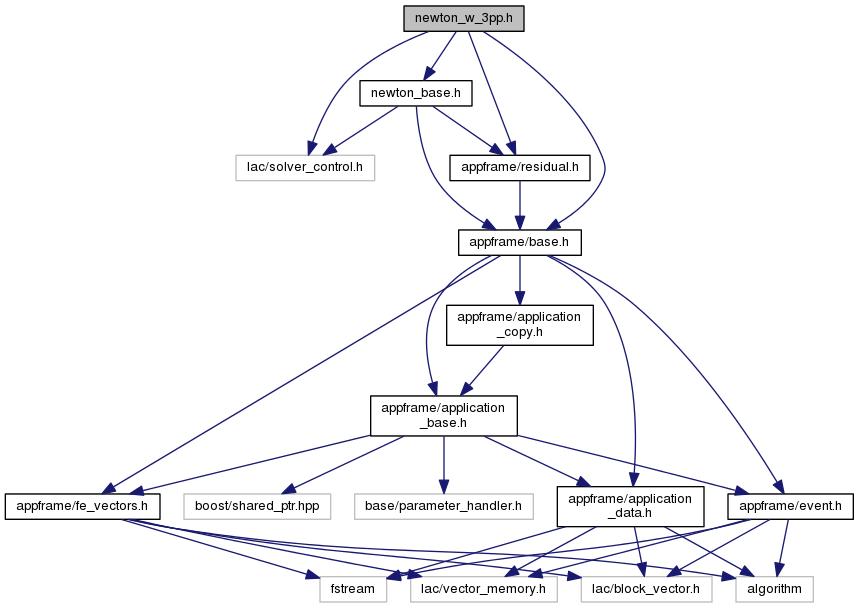 newton_w_3pp.h
newton_base.h
lac/solver_control.h
appframe/residual.h
appframe/base.h
appframe/application
_copy.h
appframe/application
_base.h
appframe/fe_vectors.h
boost/shared_ptr.hpp
base/parameter_handler.h
appframe/application
_data.h
appframe/event.h
fstream
lac/vector_memory.h
lac/block_vector.h
algorithm